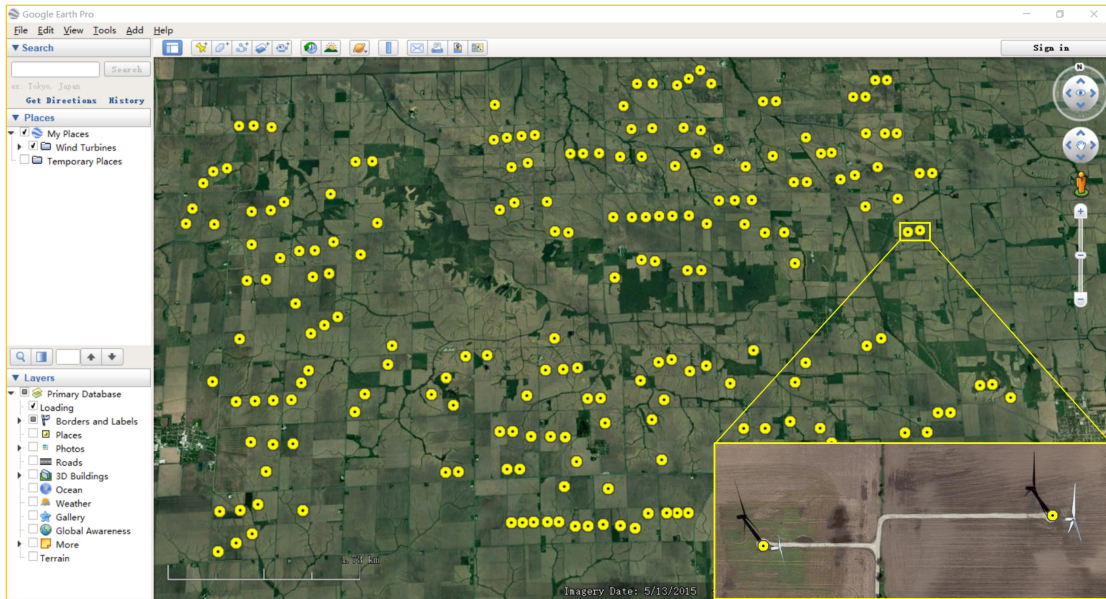 Google Earth Pro
File Edit View Tools Add Help
Search
Search
ex: Tokyo, Japan
Get Directions History
Places
My Places
Wind Turbines
Temporary Places
Layers
Primary Database
Loading
Borders and Labels
Places
Photos
Roads
3D Buildings
Ocean
Weather
Gallery
Global Awareness
More
Terrain
Sign in
N
km
Imagery Date: 5/13/2015